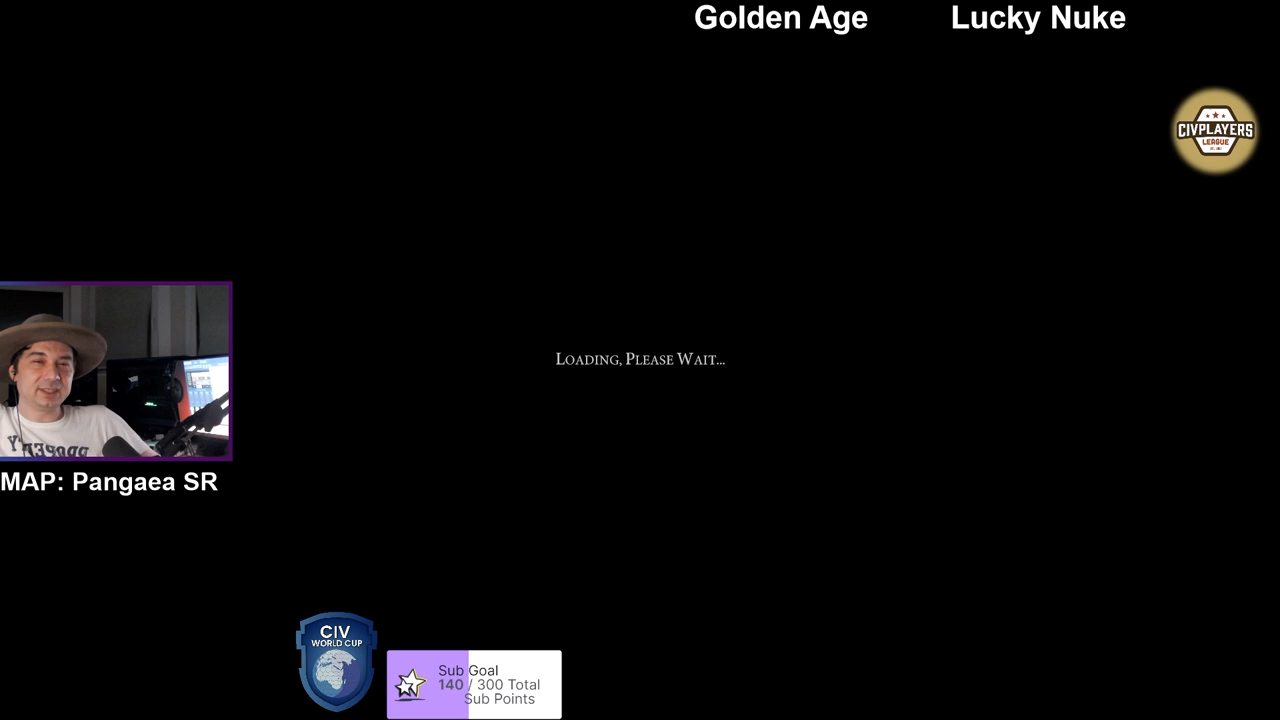 Golden Age
Lucky Nuke
CIVPLAYERS
LEAGUE
LOADING, PLEASE WAIT...
PROPERTY
MAP: Pangaea SR
CIV
WORLD CUP
Sub Goal
140 / 300 Total
Sub Points